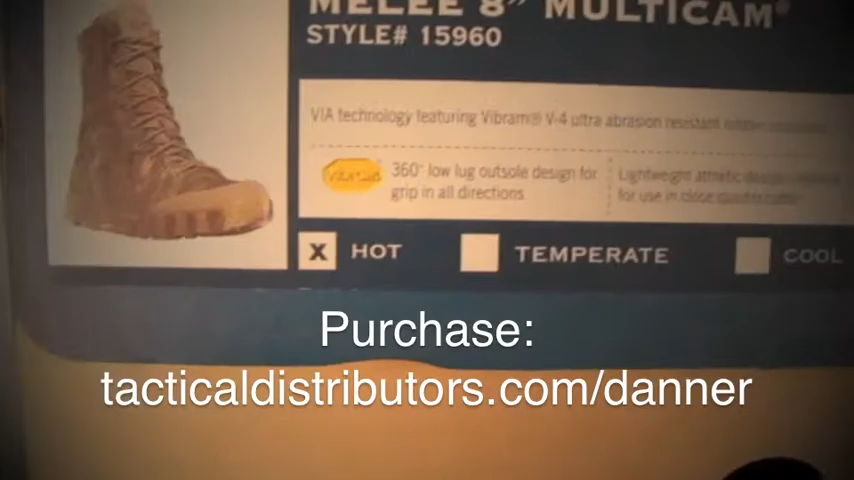 MELEE 8" MULTICAM®
STYLE# 15960
VIA technology featuring Vibram® V-4 ultra abrasion resistant
360° low lug outsole design for
grip in all directions.
Lightweight athletic
for use in close
X HOT
TEMPERATE
COOL
Purchase:
tacticaldistributors.com/danner